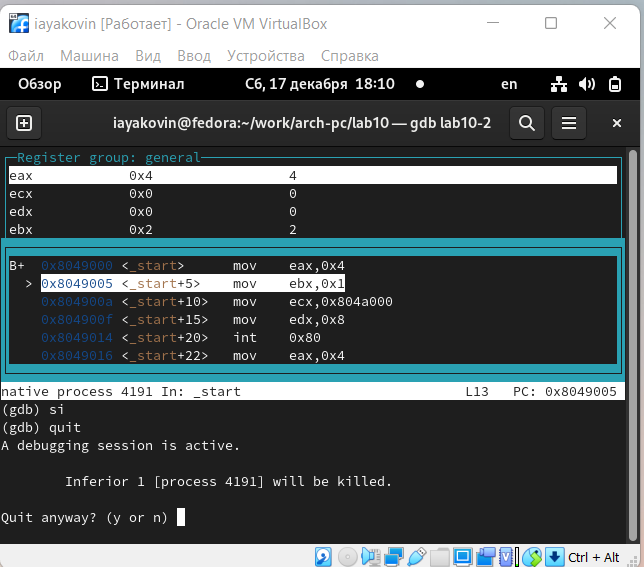 iayakovin [Работает] - Oracle VM VirtualBox
Файл Машина Вид Ввод Устройства Справка
Обзор Терминал Сб, 17 декабря 18:10 en
iayakovin@fedora:~/work/arch-pc/lab10 — gdb lab10-2
Register group: general
eax 0x4 4
ecx 0x0 0
edx 0x0 0
ebx 0x2 2
B+ 0x8049000 <_start> mov eax,0x4
> 0x8049005 <_start+5> mov ebx,0x1
0x804900a <_start+10> mov ecx,0x804a000
0x804900f <_start+15> mov edx,0x8
0x8049014 <_start+20> int 0x80
0x8049016 <_start+22> mov eax,0x4
native process 4191 In: _start L13 PC: 0x8049005
(gdb) si
(gdb) quit
A debugging session is active.
Inferior 1 [process 4191] will be killed.
Quit anyway? (y or n)
Ctrl + Alt